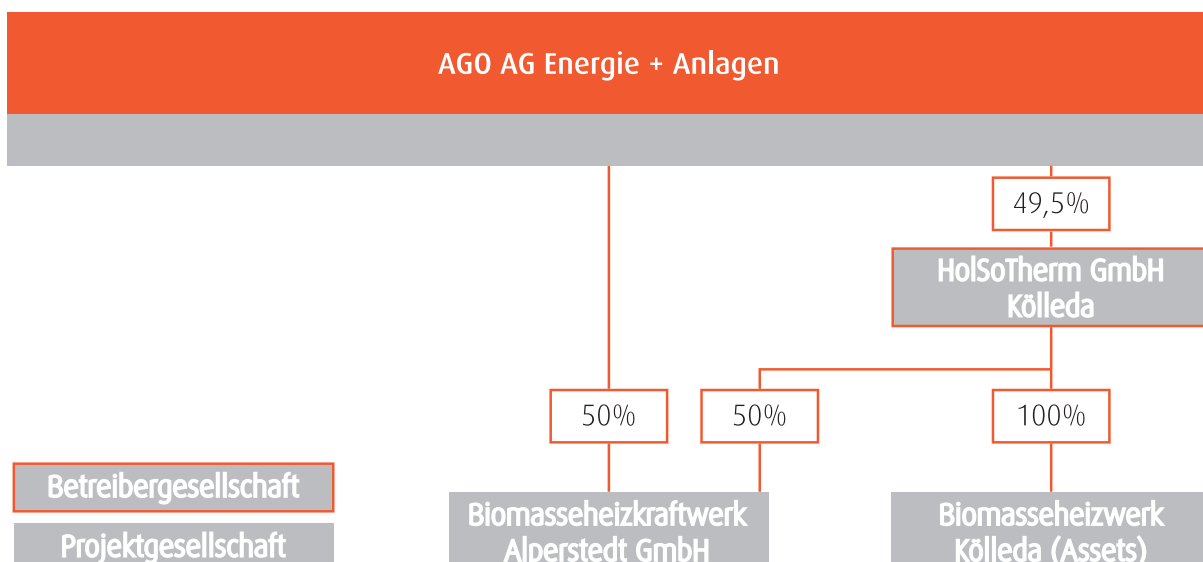 AGO AG Energie + Anlagen
49,5%
HolSoTherm GmbH
Kölleda
50%
50%
100%
Betreibergesellschaft
Projektgesellschaft
Biomasseheizkraftwerk
Alperstedt GmbH
Biomasseheizwerk
Kölleda (Assets)